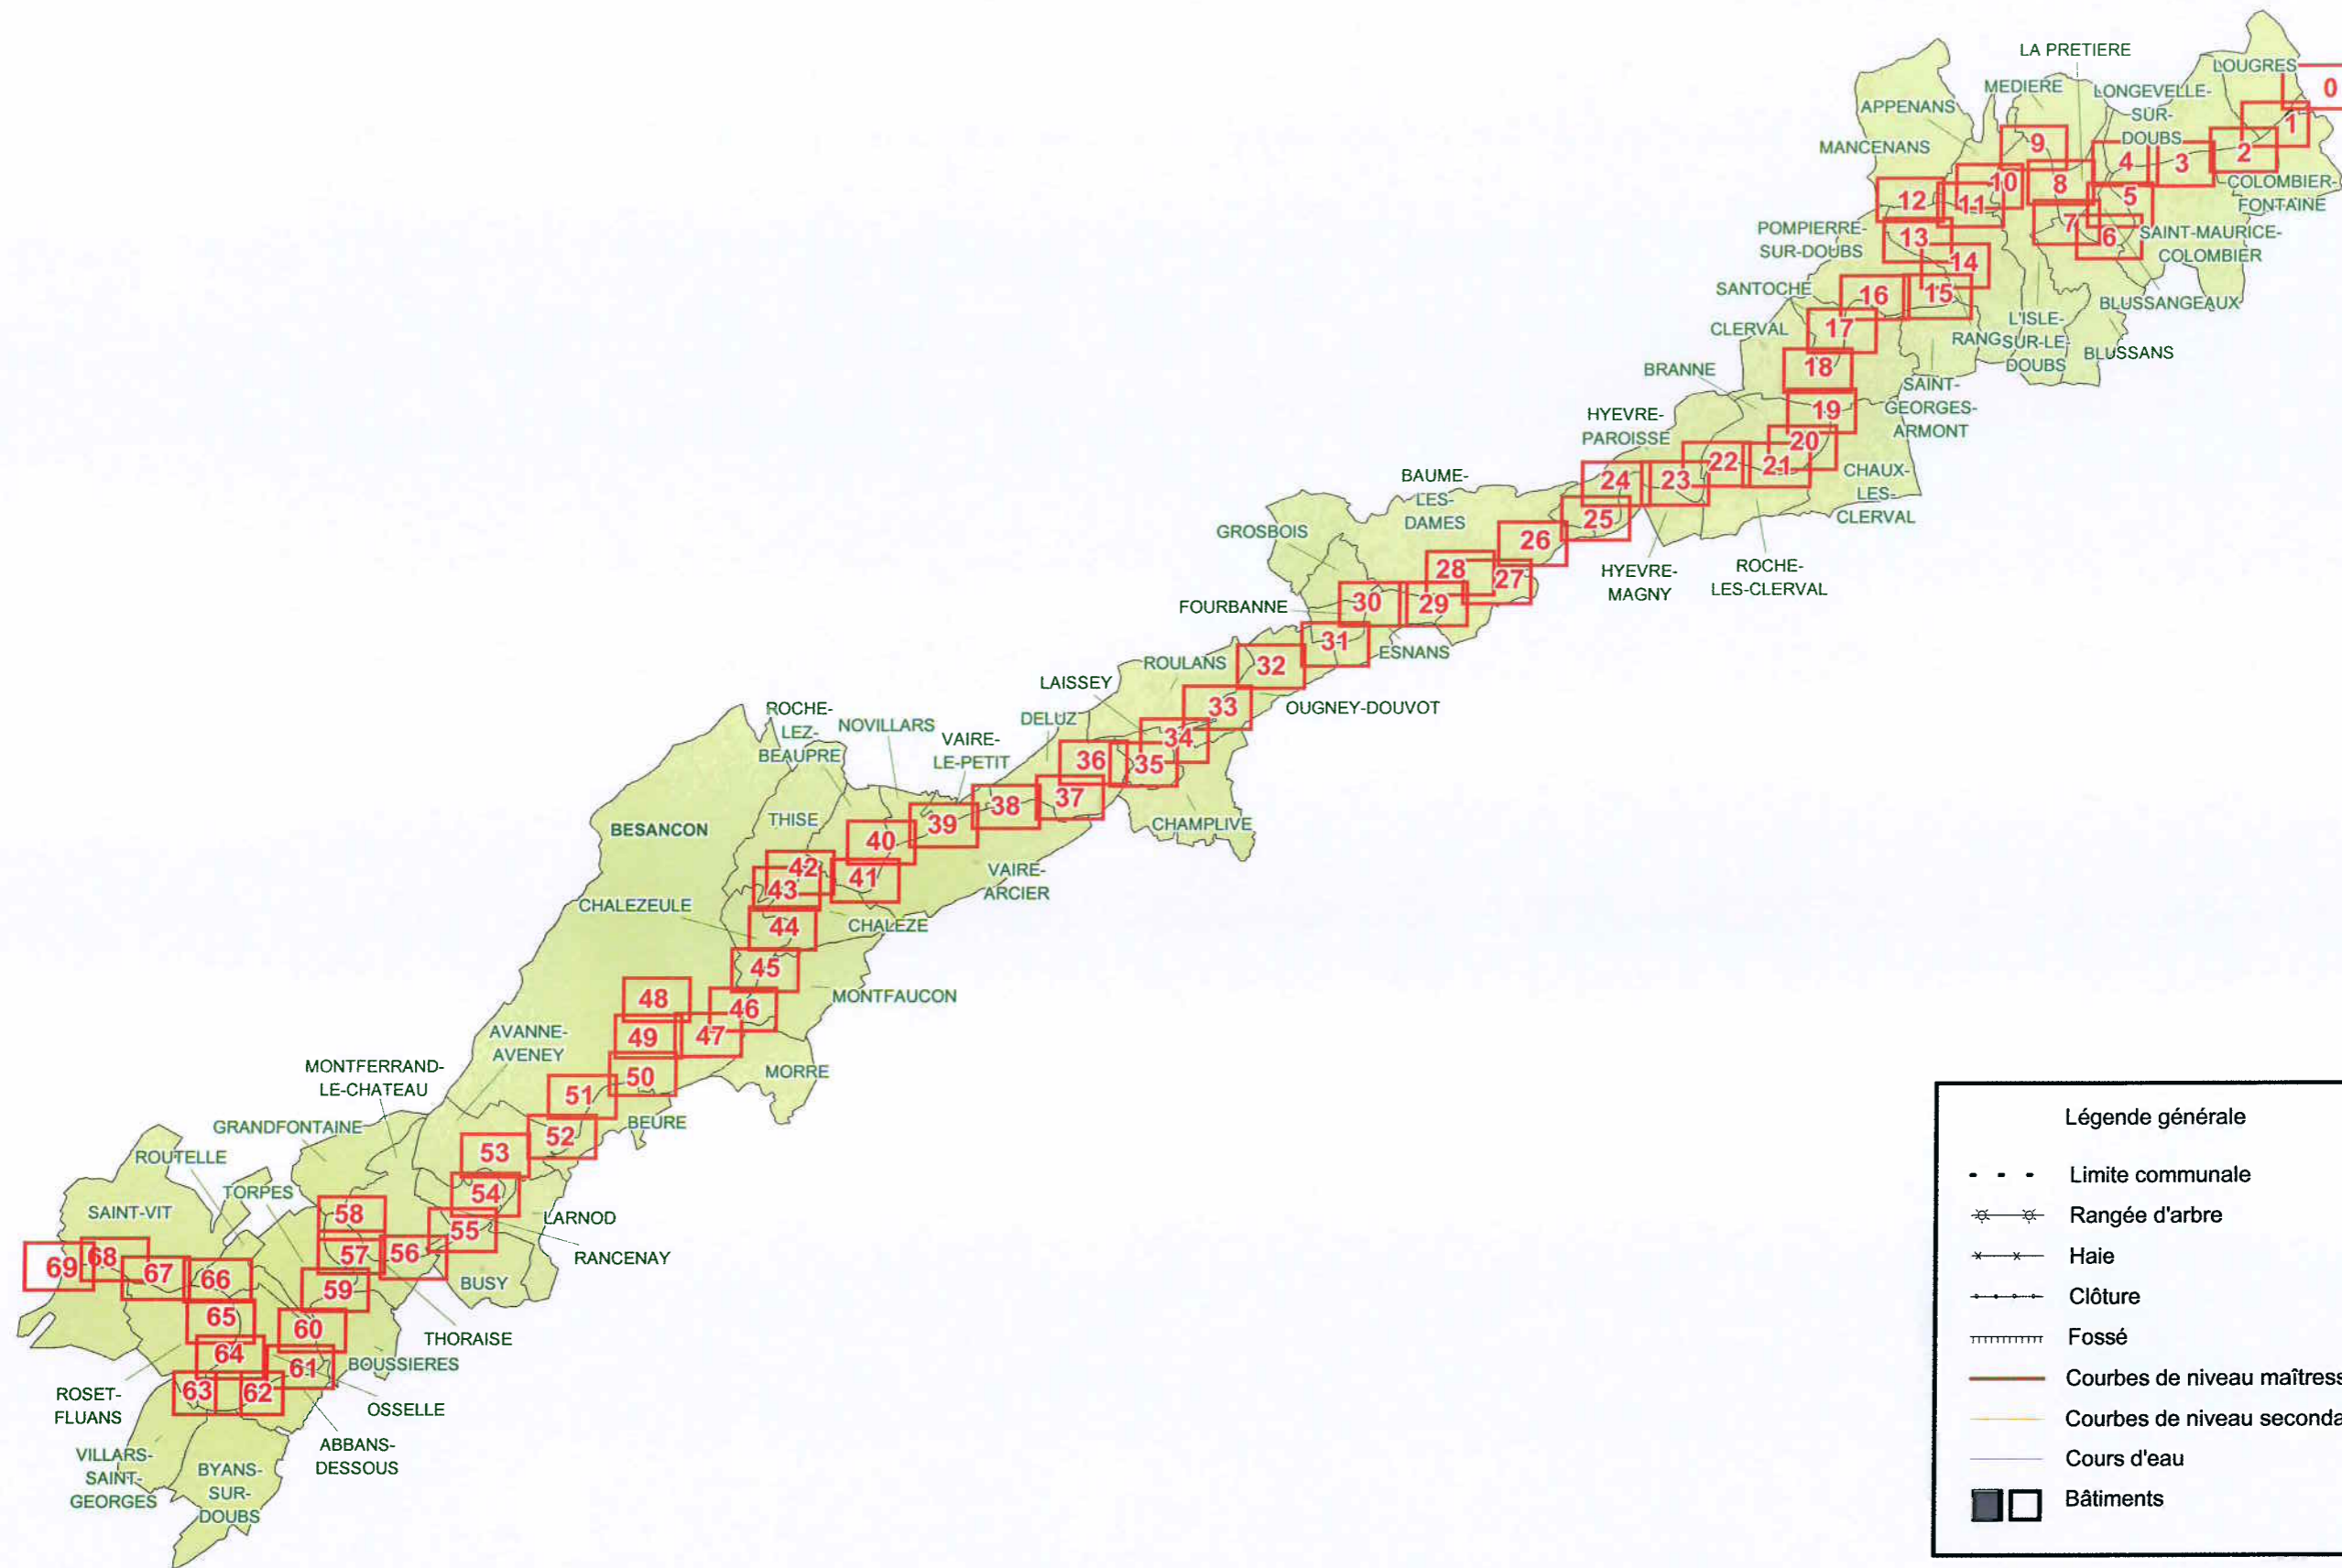 LA PRETIERE
LOUGRES
0
MEDIERE
LONGEVELLE-
SUR-
DOUBS
APPENANS
1
MANCENANS
9
4
3
2
10
8
5
COLOMBIER-
FONTAINE
12
11
7
6
SAINT-MAURICE-
COLOMBIER
POMPIERRE-
SUR-DOUBS
13
14
SANTOCHE
16
15
BLUSSANGEAUX
CLERVAL
17
L'ISLE-
SUR-LE-
DOUBS
RANG
BLUSSANS
BRANNE
18
SAINT-
GEORGES-
ARMONT
19
HYEVRE-
PAROISSE
20
22
21
CHAUX-
LES-
CLERVAL
BAUME-
LES-
DAMES
24
23
25
GROSBOIS
26
HYEVRE-
MAGNY
ROCHE-
LES-CLERVAL
28
27
FOURBANNE
30
29
31
ESNANS
ROULANS
32
LAISSEY
33
OUGNEY-DOUVOT
ROCHE-
LEZ-
BEAUPRE
NOVILLARS
VAIRE-
LE-PETIT
DELUZ
34
36
35
37
38
CHAMPLIVE
BESANCON
THISE
39
40
42
41
43
VAIRE-
ARCIER
CHALEZEULE
44
CHALEZE
45
48
46
MONTFAUCON
49
47
AVANNE-
AVENEY
MONTFERRAND-
LE-CHATEAU
50
MORRE
51
BEURE
GRANDFONTAINE
52
ROUTELLE
53
TORPES
54
SAINT-VIT
58
55
LARNOD
RANCENAY
69
68
67
66
57
56
BUSY
59
65
60
THORAISE
64
61
BOUSSIERES
63
62
OSSELLE
ROSET-
FLUANS
ABBANS-
DESSOUS
VILLARS-
SAINT-
GEORGES
BYANS-
SUR-
DOUBS
Légende générale
Limite communale
Rangée d'arbre
Haie
Clôture
Fossé
Courbes de niveau maîtress
Courbes de niveau seconda
Cours d'eau
Bâtiments